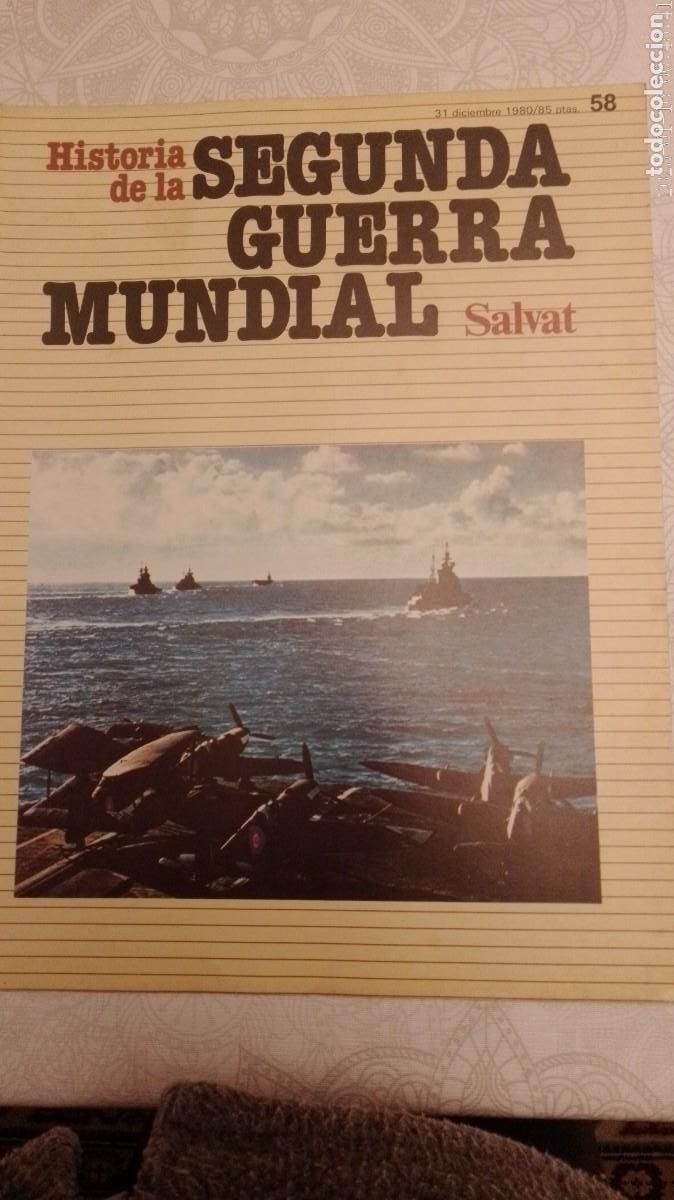 31 diciembre 1980/85 ptas. 58
Historia de la SEGUNDA
GUERRA
MUNDIAL Salvat
todocoleccion